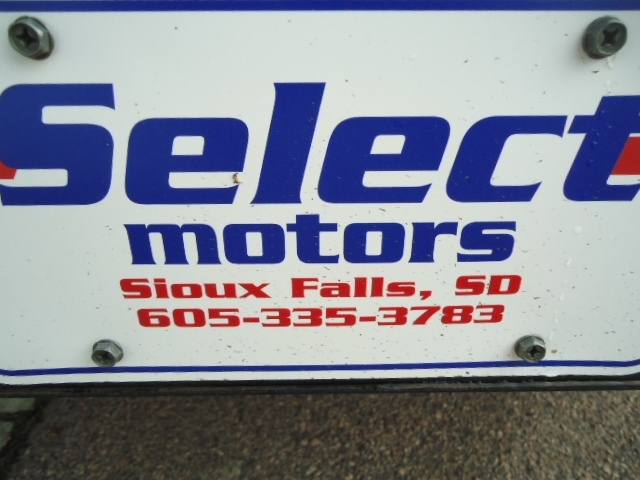 Select
motors
Sioux Falls, SD
605-335-3783